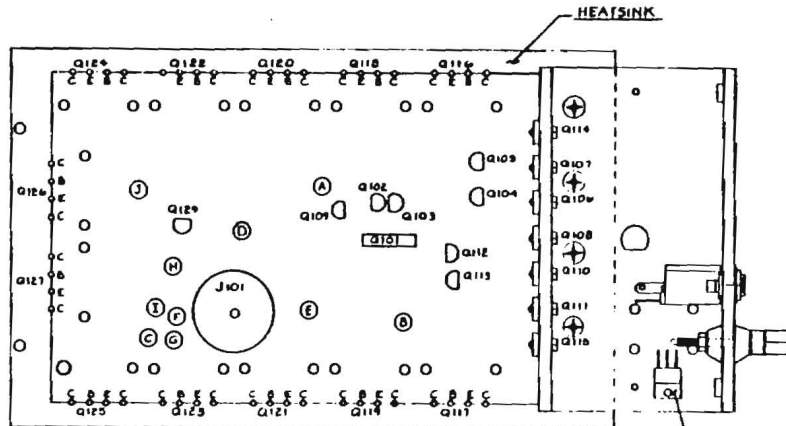 HEATSINK
Q124 Q122 Q120 Q118 Q116
C E B C C E B C C E B C C E B C C E B C
Q114
Q107
Q106
Q108
Q110
Q111
Q115
Q126
C
B
E
C
Q127
C
B
E
C
J
A
Q129
D
Q109
Q102
Q103
Q104
Q101
Q112
Q113
H
J101
I
F
C
G
E
B
C B E C C B E C C B E C C B E C C B E C
Q125 Q123 Q121 Q119 Q117